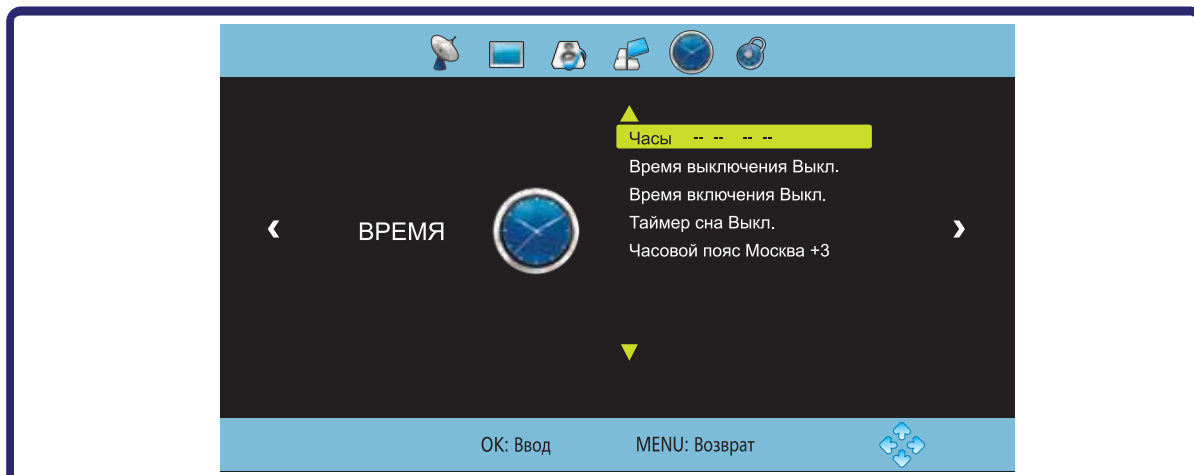 Часы -- -- -- --
Время выключения Выкл.
Время включения Выкл.
ВРЕМЯ
Таймер сна Выкл.
Часовой пояс Москва +3
OK: Ввод MENU: Возврат